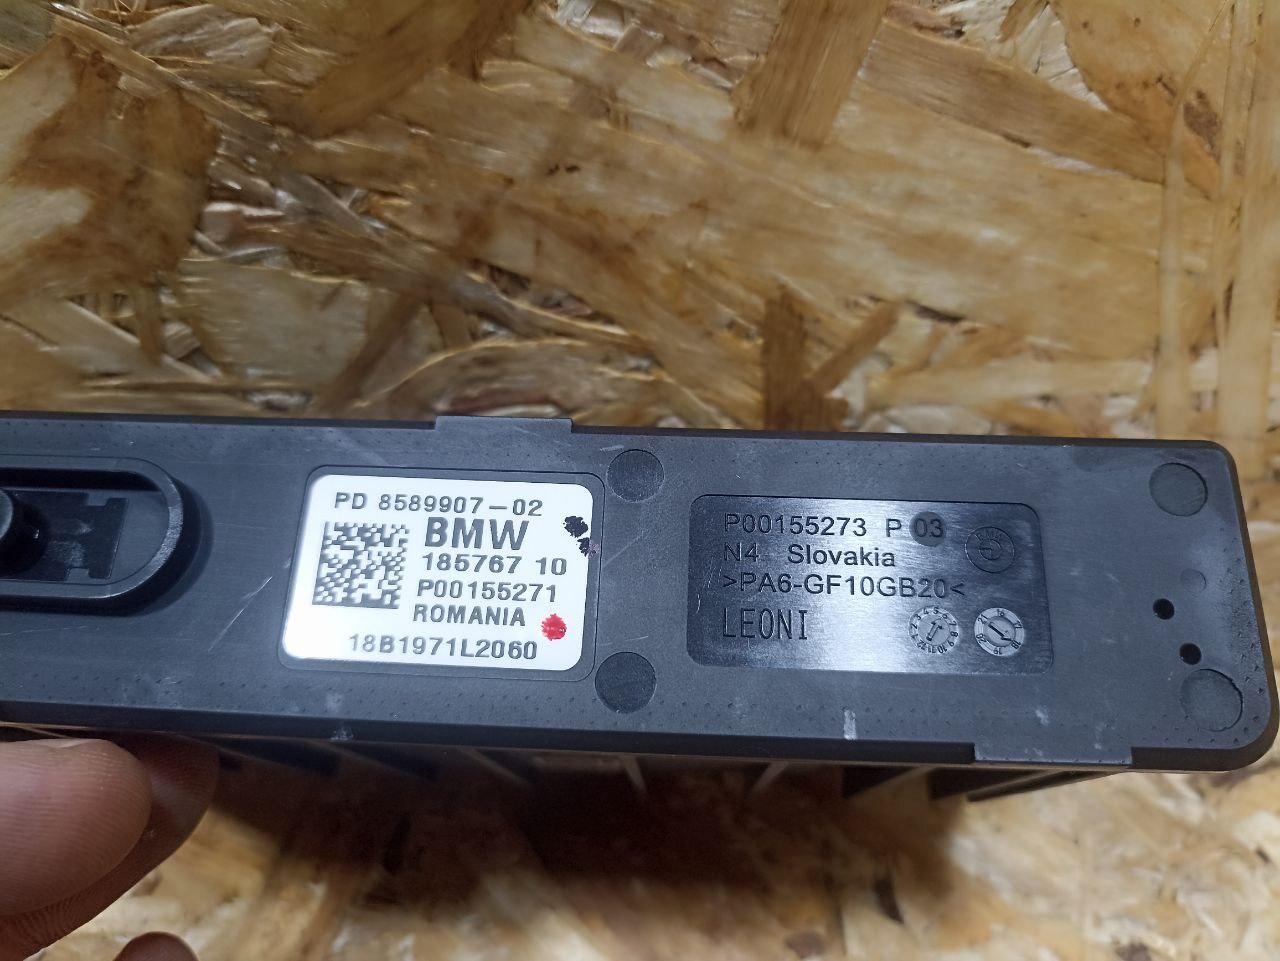 PD 8589907-02
BMW
185767 10
P00155271
ROMANIA
18B1971L2060
P00155273 P 03
N4 Slovakia
>PA6-GF10GB20<
LEONI